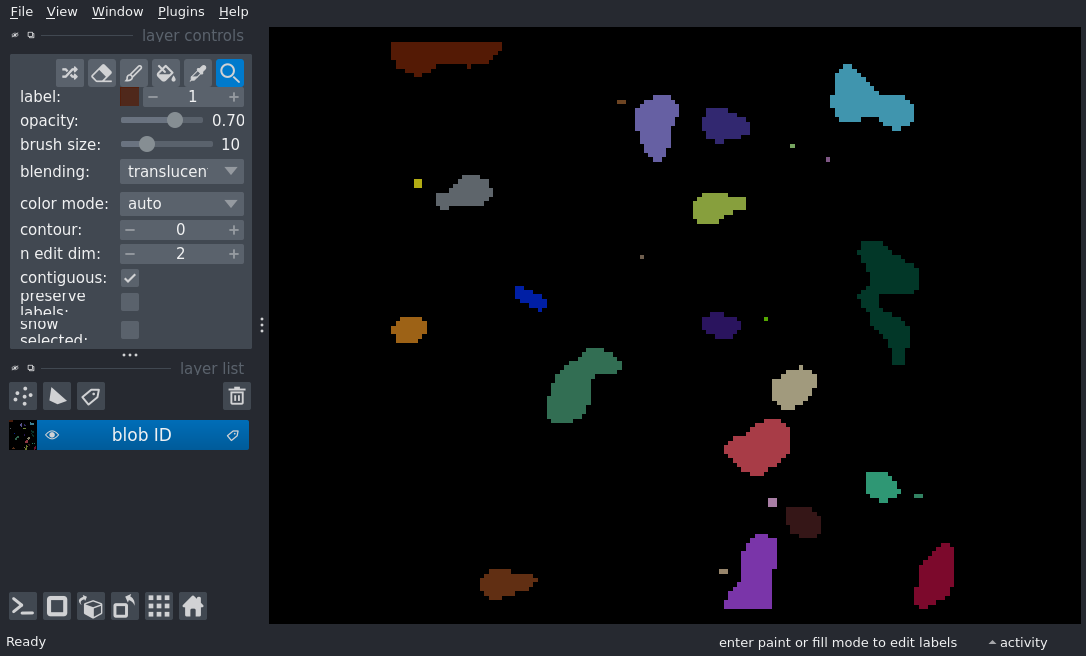 File View Window Plugins Help
layer controls
label: 1
opacity: 0.70
brush size: 10
blending: translucen
color mode: auto
contour: 0
n edit dim: 2
contiguous:
preserve
labels:
show
selected:
layer list
blob ID
Ready
enter paint or fill mode to edit labels activity